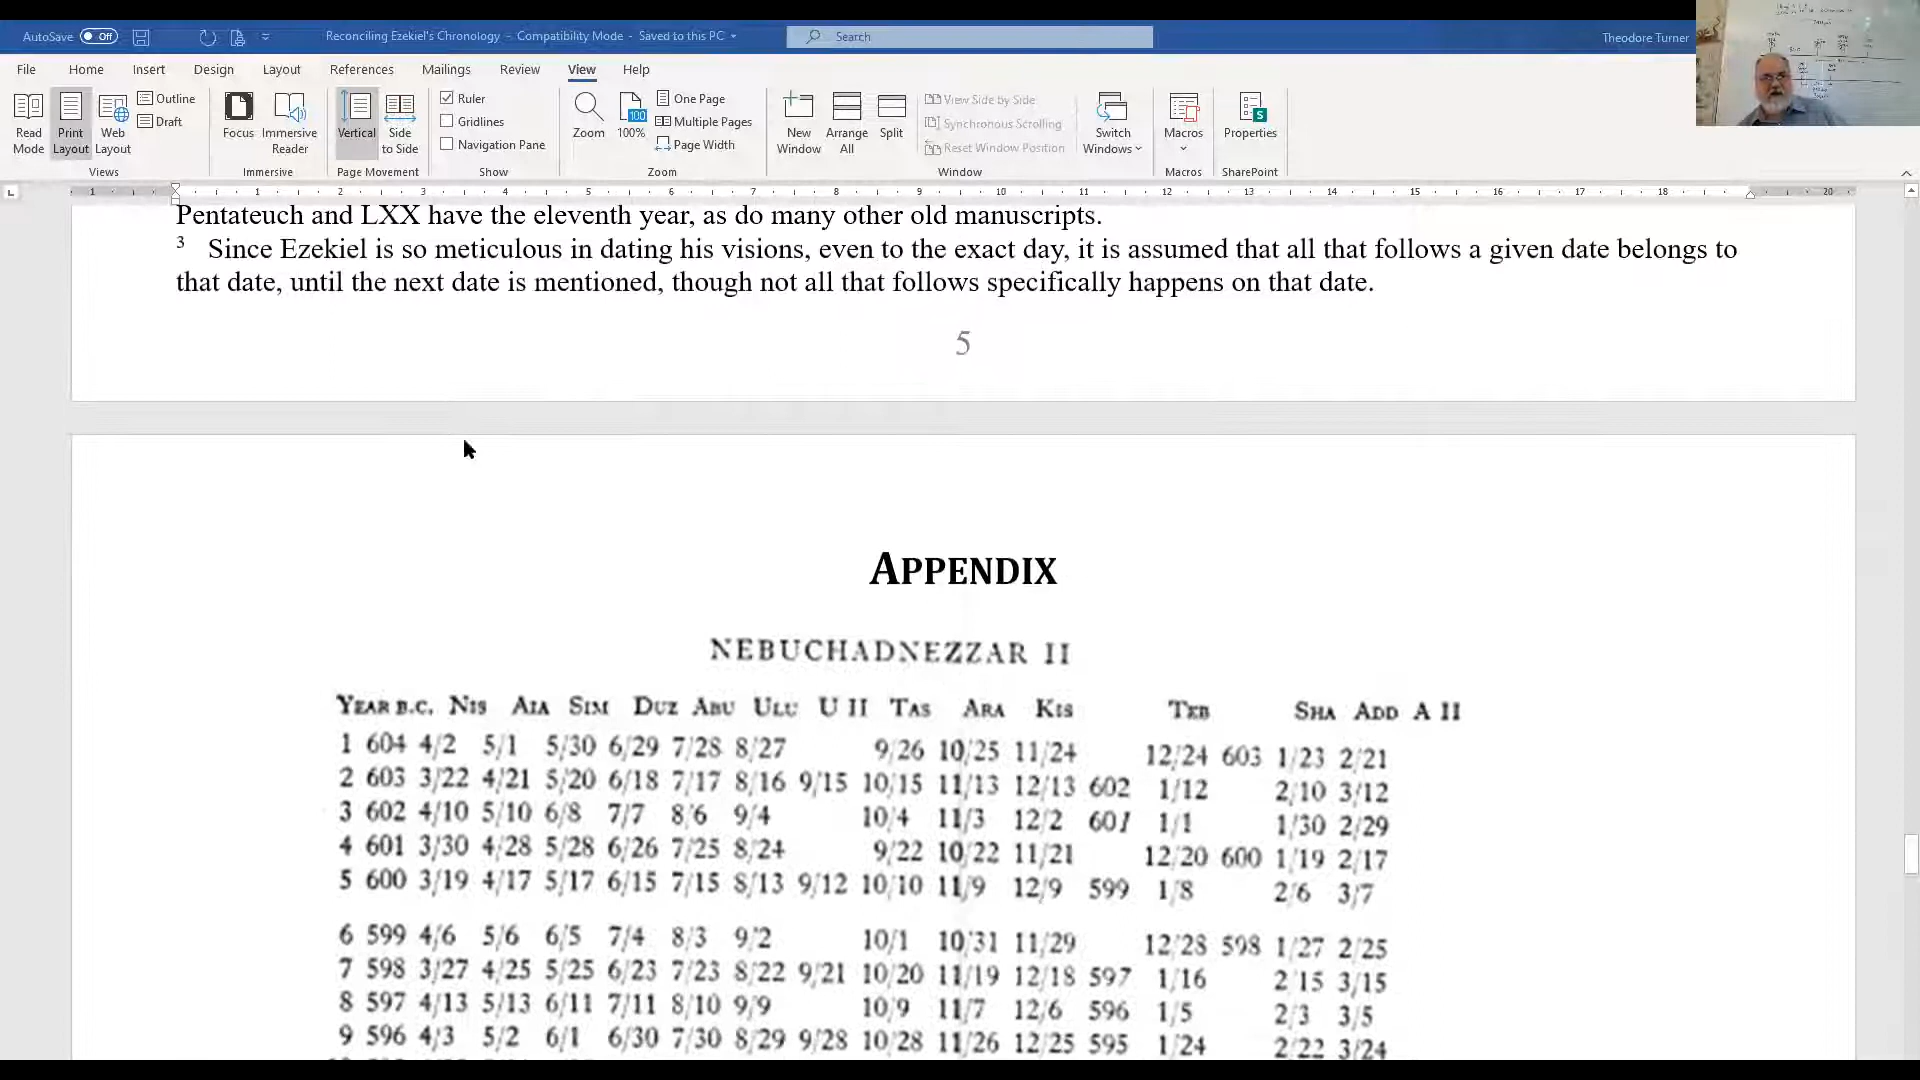 AutoSave Off Reconciling Ezekiel's Chronology - Compatibility Mode - Saved to this PC Search Theodore Turner
File Home Insert Design Layout References Mailings Review View Help
Read Mode
Print Layout
Web Layout
Outline
Draft
Views
Focus
Immersive Reader
Immersive
Vertical
Side to Side
Page Movement
Ruler
Gridlines
Navigation Pane
Show
Zoom
100%
One Page
Multiple Pages
Page Width
Zoom
New Window
Arrange All
Split
View Side by Side
Synchronous Scrolling
Reset Window Position
Switch Windows
Window
Macros
Macros
Properties
SharePoint
1 1 2 3 4 5 6 7 8 9 10 11 12 13 14 15 16 17 18 20
Pentateuch and LXX have the eleventh year, as do many other old manuscripts.
3 Since Ezekiel is so meticulous in dating his visions, even to the exact day, it is assumed that all that follows a given date belongs to
that date, until the next date is mentioned, though not all that follows specifically happens on that date.
5
APPENDIX
NEBUCHADNEZZAR II
YEAR B.C. NIS AIA SIM DUZ ABU ULU U II TAS ARA KIS TEB SHA ADD A II
1 604 4/2 5/1 5/30 6/29 7/28 8/27 9/26 10/25 11/24 12/24 603 1/23 2/21
2 603 3/22 4/21 5/20 6/18 7/17 8/16 9/15 10/15 11/13 12/13 602 1/12 2/10 3/12
3 602 4/10 5/10 6/8 7/7 8/6 9/4 10/4 11/3 12/2 601 1/1 1/30 2/29
4 601 3/30 4/28 5/28 6/26 7/25 8/24 9/22 10/22 11/21 12/20 600 1/19 2/17
5 600 3/19 4/17 5/17 6/15 7/15 8/13 9/12 10/10 11/9 12/9 599 1/8 2/6 3/7
6 599 4/6 5/6 6/5 7/4 8/3 9/2 10/1 10/31 11/29 12/28 598 1/27 2/25
7 598 3/27 4/25 5/25 6/23 7/23 8/22 9/21 10/20 11/19 12/18 597 1/16 2/15 3/15
8 597 4/13 5/13 6/11 7/11 8/10 9/9 10/9 11/7 12/6 596 1/5 2/3 3/5
9 596 4/3 5/2 6/1 6/30 7/30 8/29 9/28 10/28 11/26 12/25 595 1/24 2/22 3/24